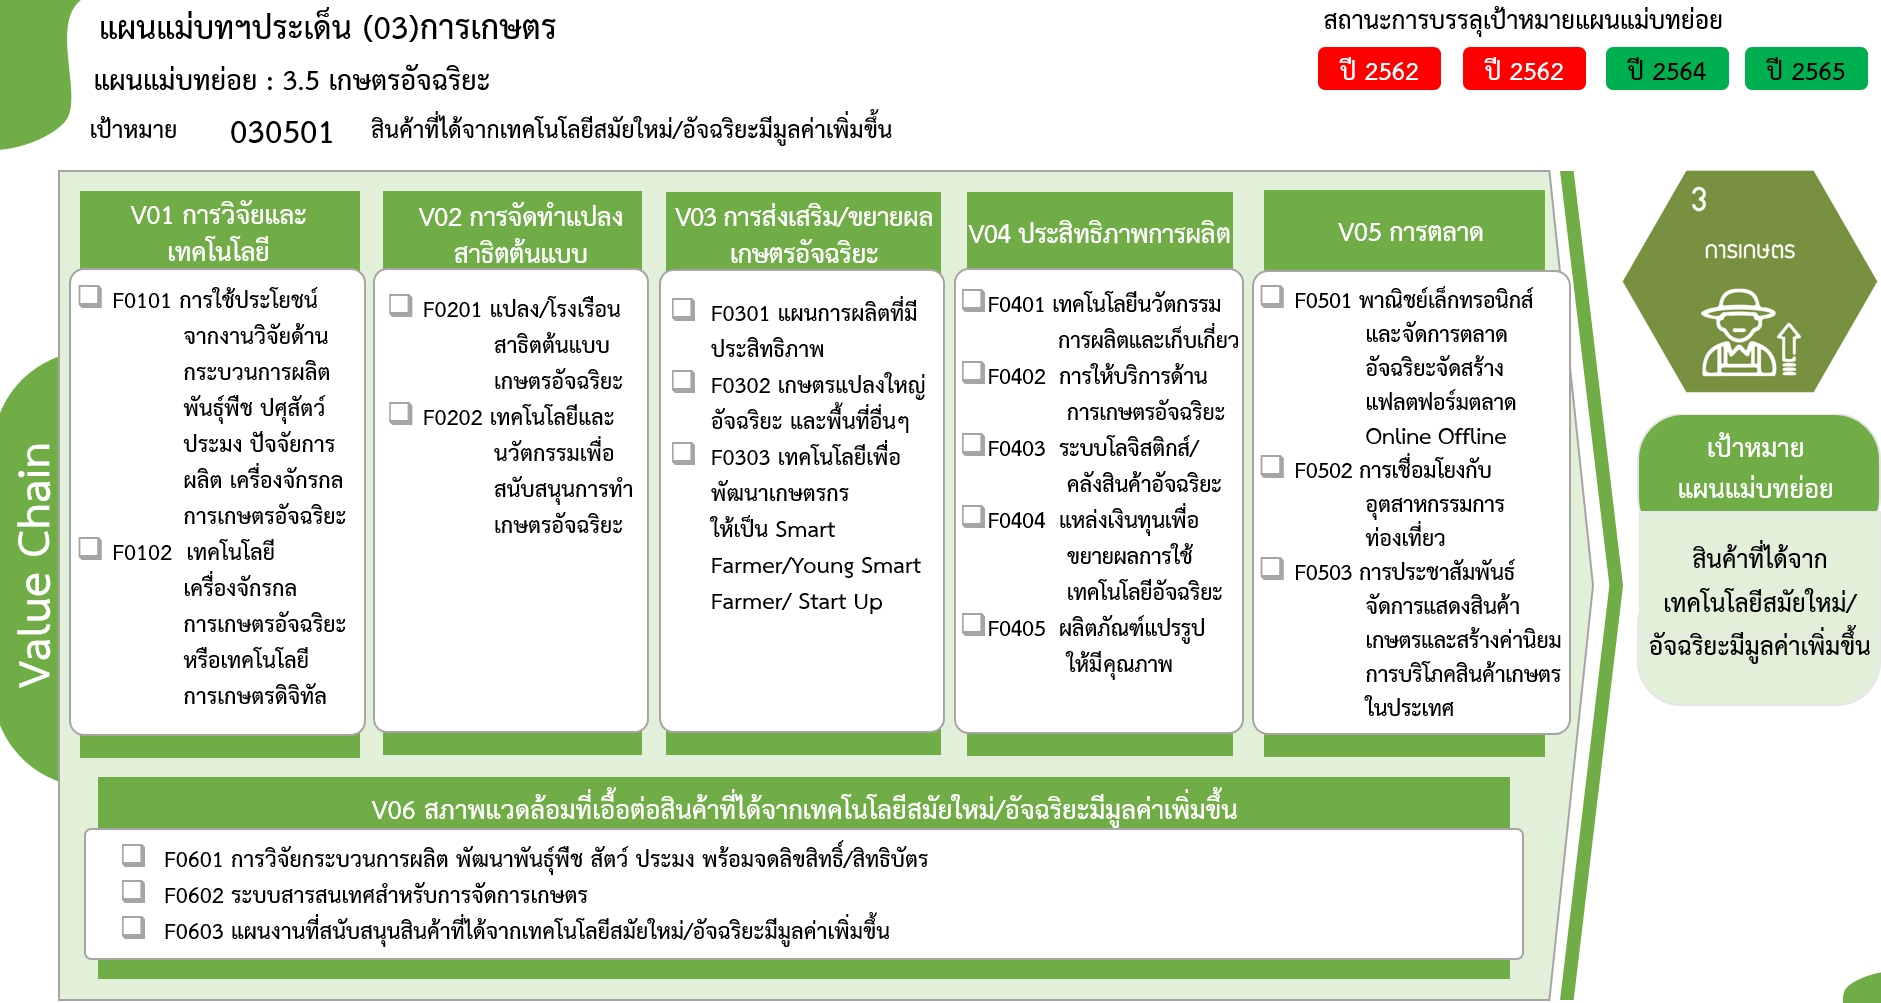 แผนแม่บทฯประเด็น (03)การเกษตร
แผนแม่บทย่อย : 3.5 เกษตรอัจฉริยะ
เป้าหมาย 030501 สินค้าที่ได้จากเทคโนโลยีสมัยใหม่/อัจฉริยะมีมูลค่าเพิ่มขึ้น
สถานะการบรรลุเป้าหมายแผนแม่บทย่อย
ปี 2562 ปี 2562 ปี 2564 ปี 2565
Value Chain
V01 การวิจัยและ
เทคโนโลยี
F0101 การใช้ประโยชน์
จากงานวิจัยด้าน
กระบวนการผลิต
พันธุ์พืช ปศุสัตว์
ประมง ปัจจัยการ
ผลิต เครื่องจักรกล
การเกษตรอัจฉริยะ
F0102 เทคโนโลยี
เครื่องจักรกล
การเกษตรอัจฉริยะ
หรือเทคโนโลยี
การเกษตรดิจิทัล
V02 การจัดทำแปลง
สาธิตต้นแบบ
F0201 แปลง/โรงเรือน
สาธิตต้นแบบ
เกษตรอัจฉริยะ
F0202 เทคโนโลยีและ
นวัตกรรมเพื่อ
สนับสนุนการทำ
เกษตรอัจฉริยะ
V03 การส่งเสริม/ขยายผล
เกษตรอัจฉริยะ
F0301 แผนการผลิตที่มี
ประสิทธิภาพ
F0302 เกษตรแปลงใหญ่
อัจฉริยะ และพื้นที่อื่นๆ
F0303 เทคโนโลยีเพื่อ
พัฒนาเกษตรกร
ให้เป็น Smart
Farmer/Young Smart
Farmer/ Start Up
V04 ประสิทธิภาพการผลิต
F0401 เทคโนโลยีนวัตกรรม
การผลิตและเก็บเกี่ยว
F0402 การให้บริการด้าน
การเกษตรอัจฉริยะ
F0403 ระบบโลจิสติกส์/
คลังสินค้าอัจฉริยะ
F0404 แหล่งเงินทุนเพื่อ
ขยายผลการใช้
เทคโนโลยีอัจฉริยะ
F0405 ผลิตภัณฑ์แปรรูป
ให้มีคุณภาพ
V05 การตลาด
F0501 พาณิชย์เล็กทรอนิกส์
และจัดการตลาด
อัจฉริยะจัดสร้าง
แฟลตฟอร์มตลาด
Online Offline
F0502 การเชื่อมโยงกับ
อุตสาหกรรมการ
ท่องเที่ยว
F0503 การประชาสัมพันธ์
จัดการแสดงสินค้า
เกษตรและสร้างค่านิยม
การบริโภคสินค้าเกษตร
ในประเทศ
V06 สภาพแวดล้อมที่เอื้อต่อสินค้าที่ได้จากเทคโนโลยีสมัยใหม่/อัจฉริยะมีมูลค่าเพิ่มขึ้น
F0601 การวิจัยกระบวนการผลิต พัฒนาพันธุ์พืช สัตว์ ประมง พร้อมจดลิขสิทธิ์/สิทธิบัตร
F0602 ระบบสารสนเทศสำหรับการจัดการเกษตร
F0603 แผนงานที่สนับสนุนสินค้าที่ได้จากเทคโนโลยีสมัยใหม่/อัจฉริยะมีมูลค่าเพิ่มขึ้น
3
การเกษตร
เป้าหมาย
แผนแม่บทย่อย
สินค้าที่ได้จาก
เทคโนโลยีสมัยใหม่/
อัจฉริยะมีมูลค่าเพิ่มขึ้น